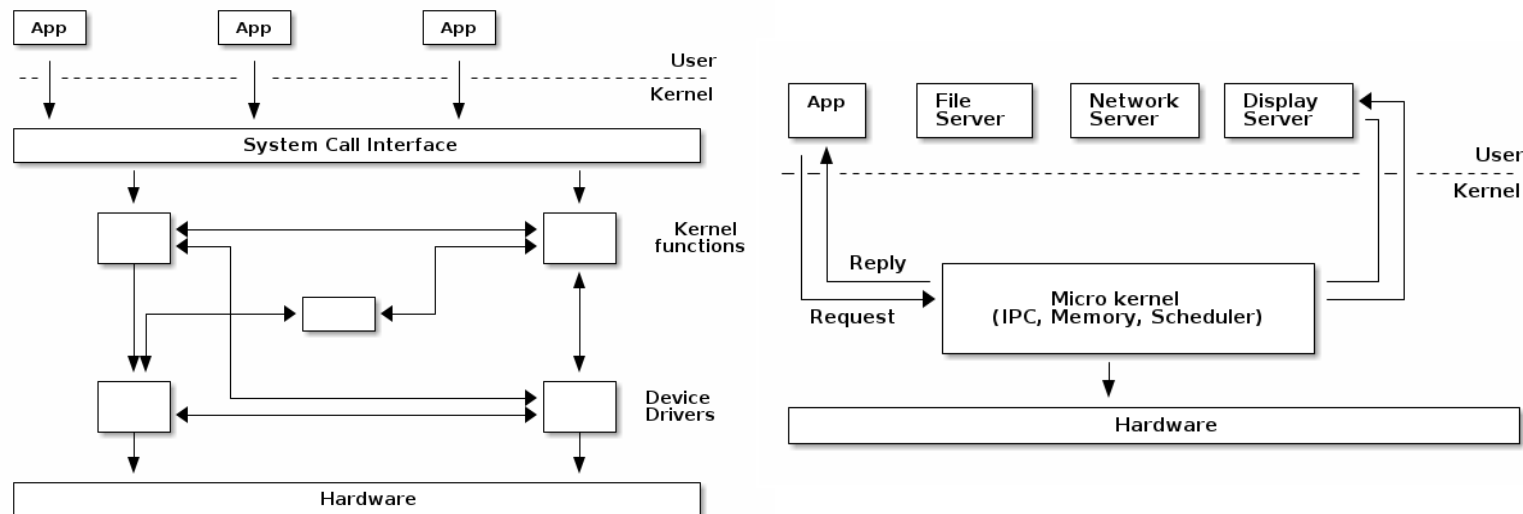 App
App
App
User
Kernel
System Call Interface
Kernel
functions
Device
Drivers
Hardware
App
File
Server
Network
Server
Display
Server
User
Kernel
Reply
Request
Micro kernel
(IPC, Memory, Scheduler)
Hardware